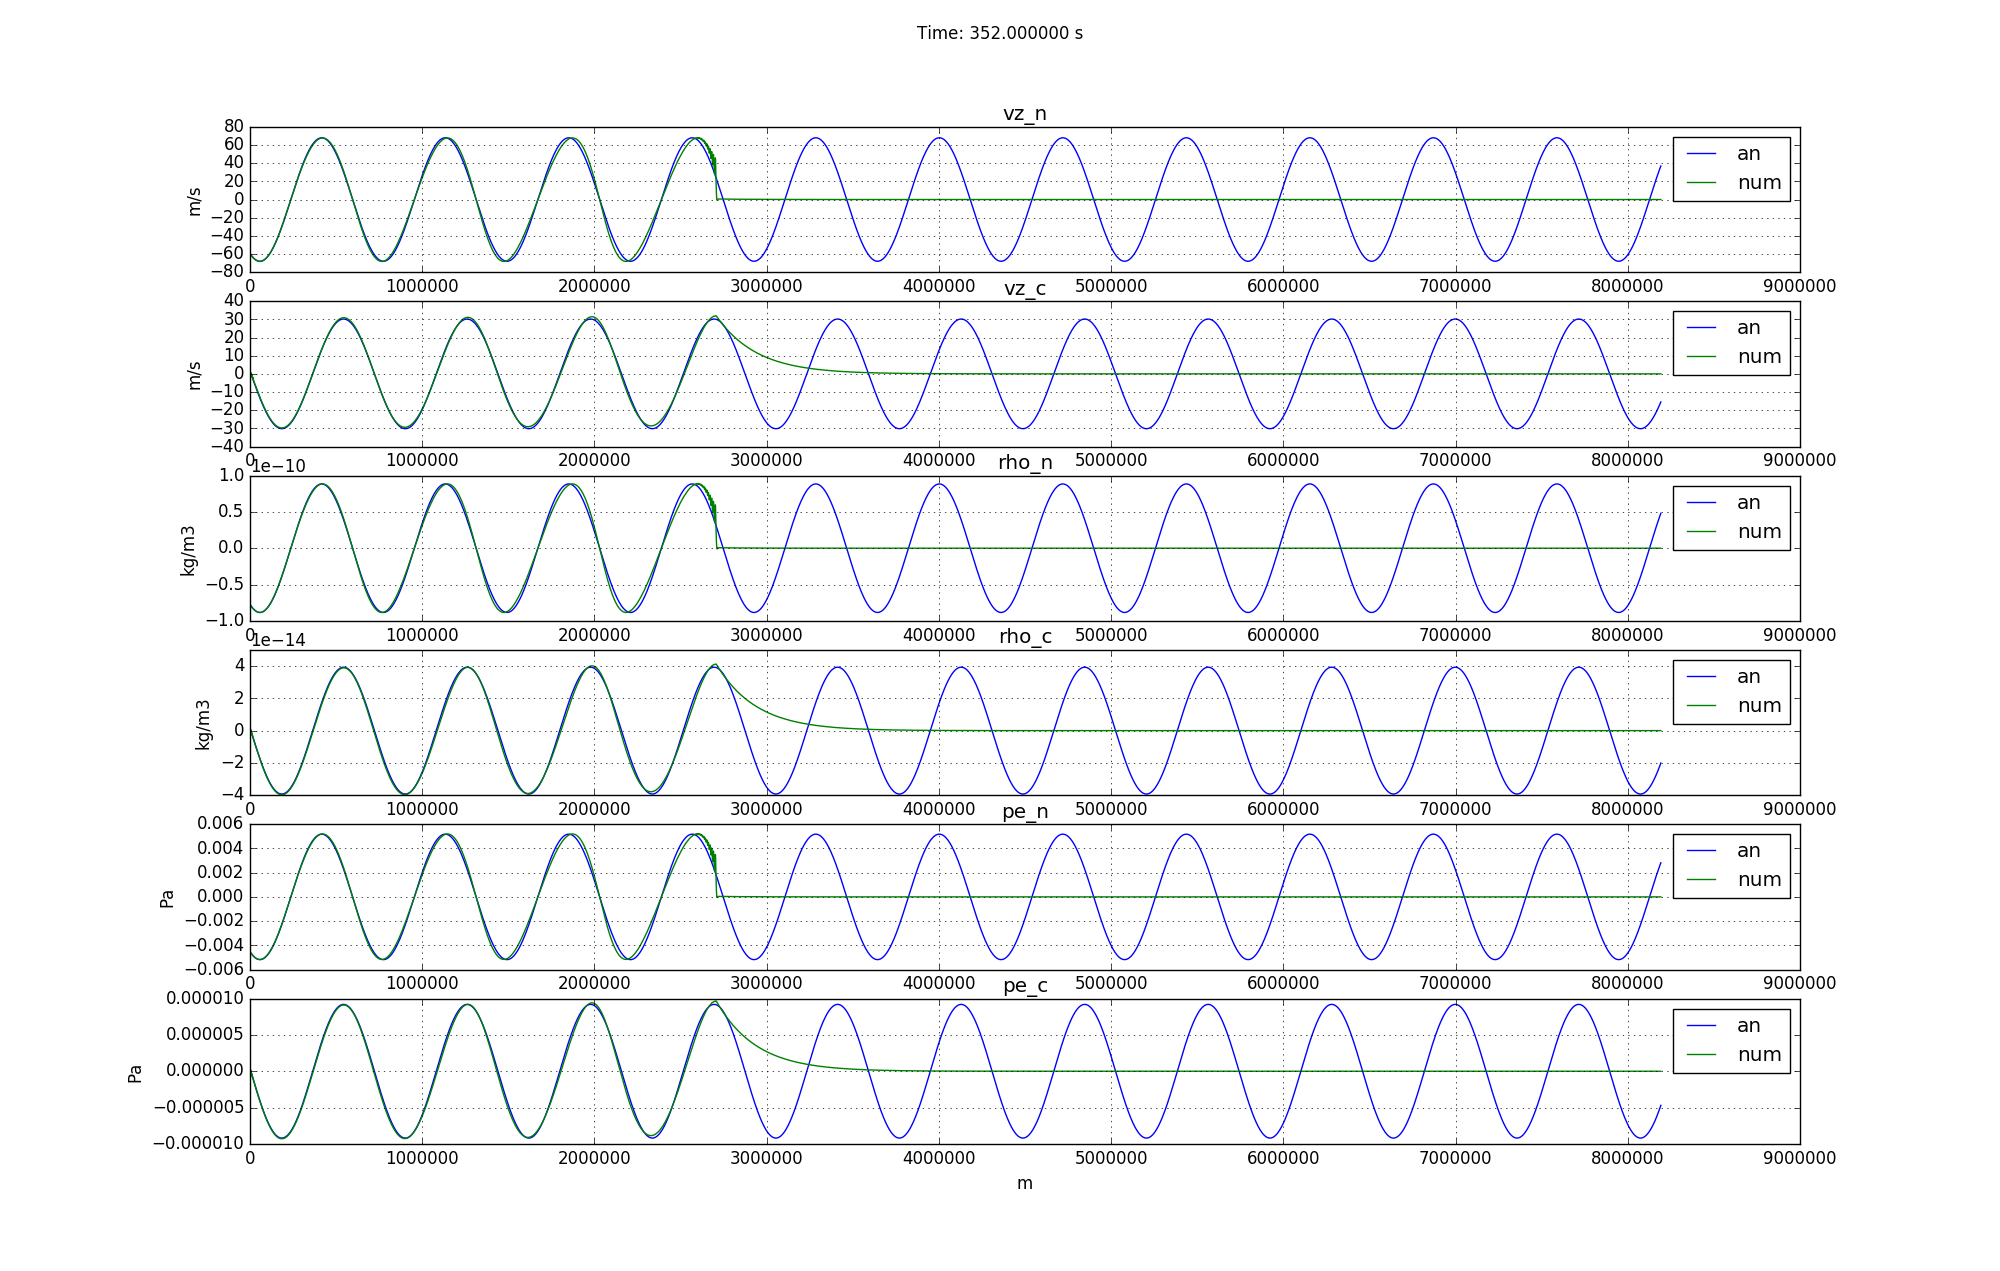 Time: 352.000000 s
vz_n
80
60
40
20
0
−20
−40
−60
−80
m/s
an
num
0 1000000 2000000 3000000 4000000 5000000 6000000 7000000 8000000 9000000
vz_c
40
30
20
10
0
−10
−20
−30
−40
m/s
an
num
0 1000000 2000000 3000000 4000000 5000000 6000000 7000000 8000000 9000000
1e−10
rho_n
1.0
0.5
0.0
−0.5
−1.0
kg/m3
an
num
0 1000000 2000000 3000000 4000000 5000000 6000000 7000000 8000000 9000000
1e−14
rho_c
4
2
0
−2
−4
kg/m3
an
num
0 1000000 2000000 3000000 4000000 5000000 6000000 7000000 8000000 9000000
pe_n
0.006
0.004
0.002
0.000
−0.002
−0.004
−0.006
Pa
an
num
0 1000000 2000000 3000000 4000000 5000000 6000000 7000000 8000000 9000000
pe_c
0.000010
0.000005
0.000000
−0.000005
−0.000010
Pa
an
num
0 1000000 2000000 3000000 4000000 5000000 6000000 7000000 8000000 9000000
m